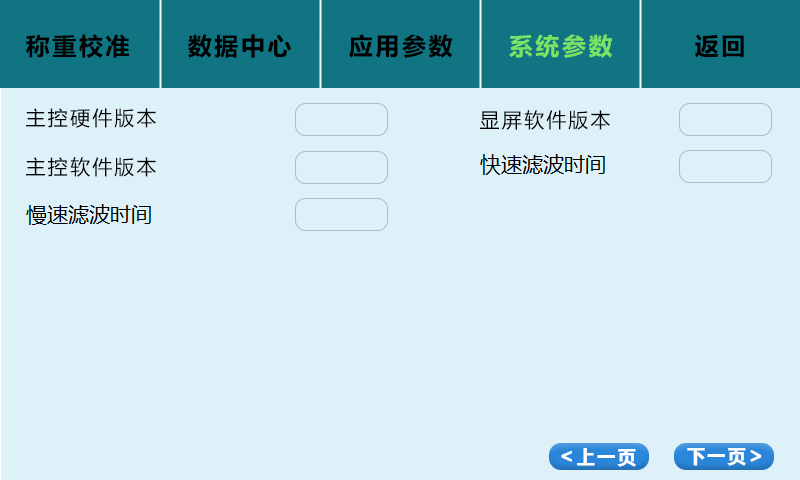 称重校准
数据中心
应用参数
系统参数
返回
主控硬件版本
显屏软件版本
主控软件版本
快速滤波时间
慢速滤波时间
<上一页
下一页>